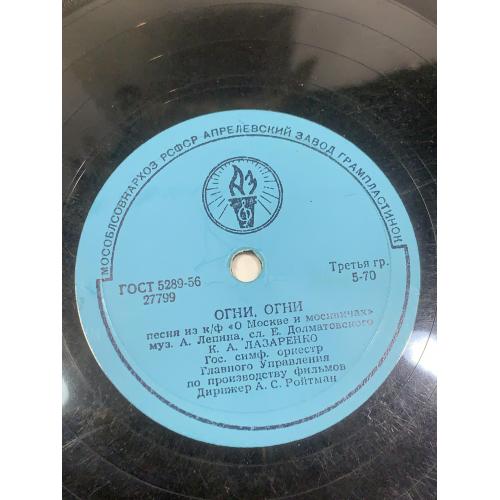 МОСОБЛСОВНАРХОЗ РСФСР АПРЕЛЕВСКИЙ ЗАВОД ГРАМПЛАСТИНОК
АЗ
ГОСТ 5289-56
27799
Третья гр.
5-70
ОГНИ, ОГНИ
песня из к/ф «О Москве и москвичах»
муз. А. Лепина, сл. Е. Долматовского
К. А. ЛАЗАРЕНКО
Гос. симф. оркестр
Главного Управления
по производству фильмов
Дирижер А. С. Ройтман